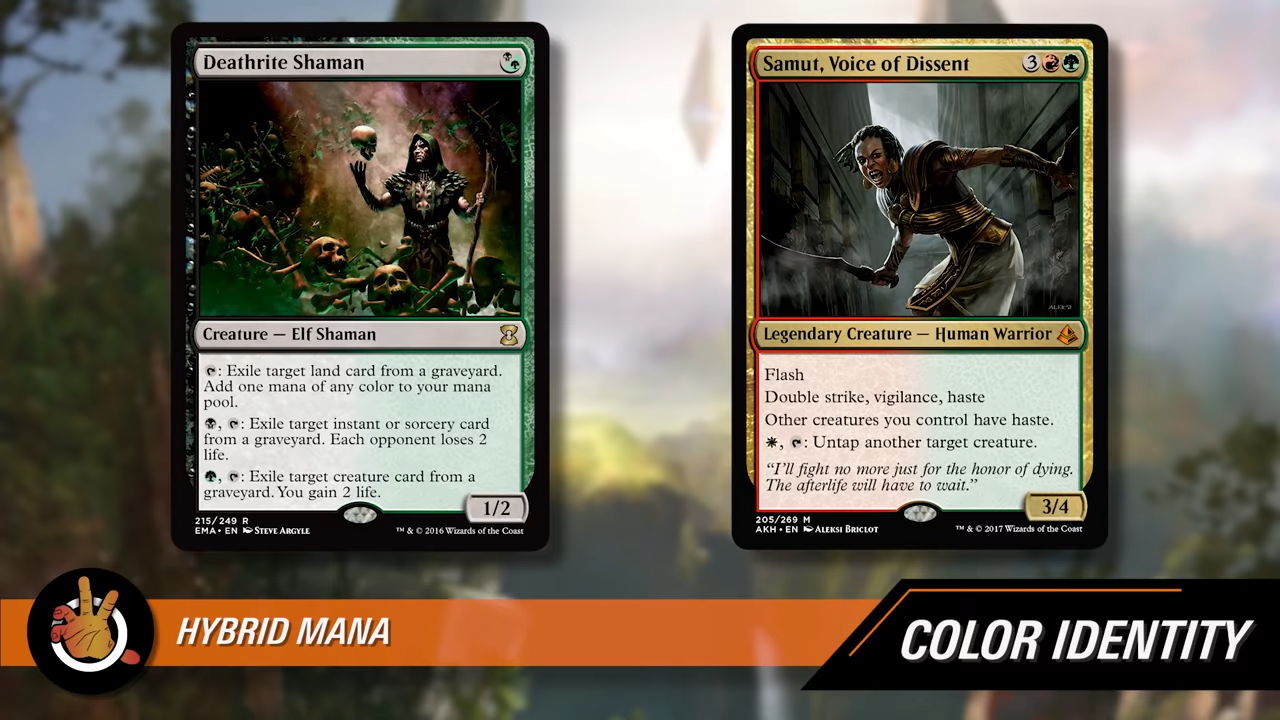 Deathrite Shaman
Creature — Elf Shaman
: Exile target land card from a graveyard.
Add one mana of any color to your mana
pool.
, : Exile target instant or sorcery card
from a graveyard. Each opponent loses 2
life.
, : Exile target creature card from a
graveyard. You gain 2 life.
1/2
215/249 R
EMA • EN Steve Argyle
™ & © 2016 Wizards of the Coast
Samut, Voice of Dissent
3
Legendary Creature — Human Warrior
Flash
Double strike, vigilance, haste
Other creatures you control have haste.
, : Untap another target creature.
“I’ll fight no more just for the honor of dying.
The afterlife will have to wait.”
3/4
205/269 M
AKH • EN Aleksi Briclot
™ & © 2017 Wizards of the Coast
HYBRID MANA
COLOR IDENTITY